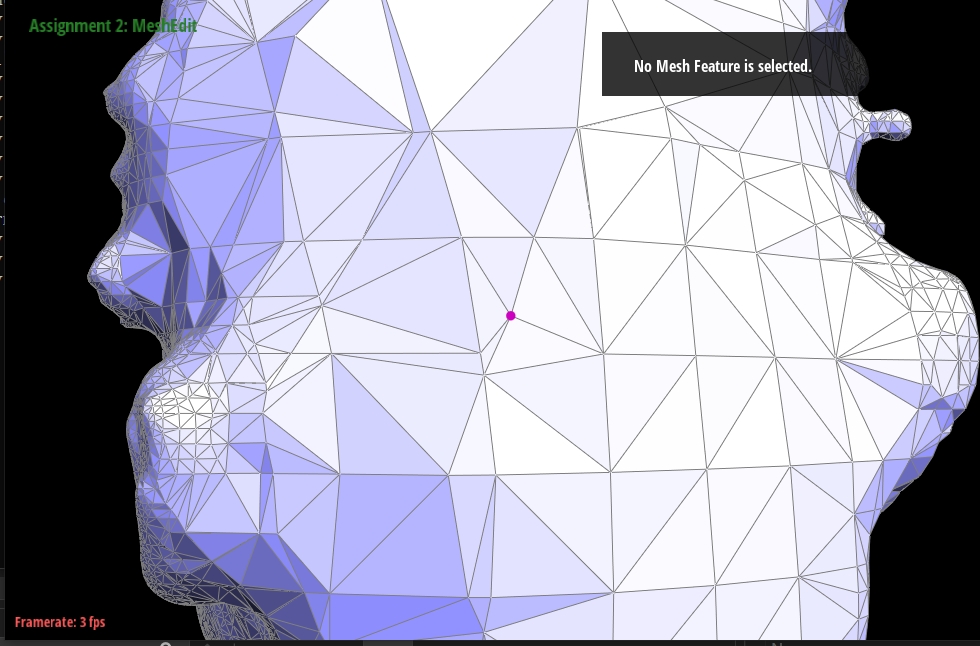 Assignment 2: MeshEdit
No Mesh Feature is selected.
Framerate: 3 fps